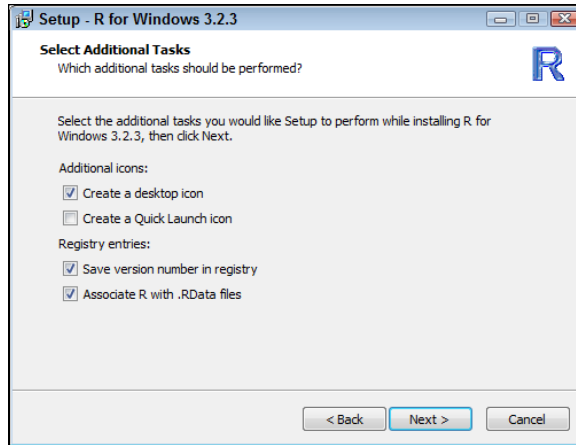 Setup - R for Windows 3.2.3
Select Additional Tasks
Which additional tasks should be performed?
R
Select the additional tasks you would like Setup to perform while installing R for
Windows 3.2.3, then click Next.
Additional icons:
Create a desktop icon
Create a Quick Launch icon
Registry entries:
Save version number in registry
Associate R with .RData files
< Back Next > Cancel